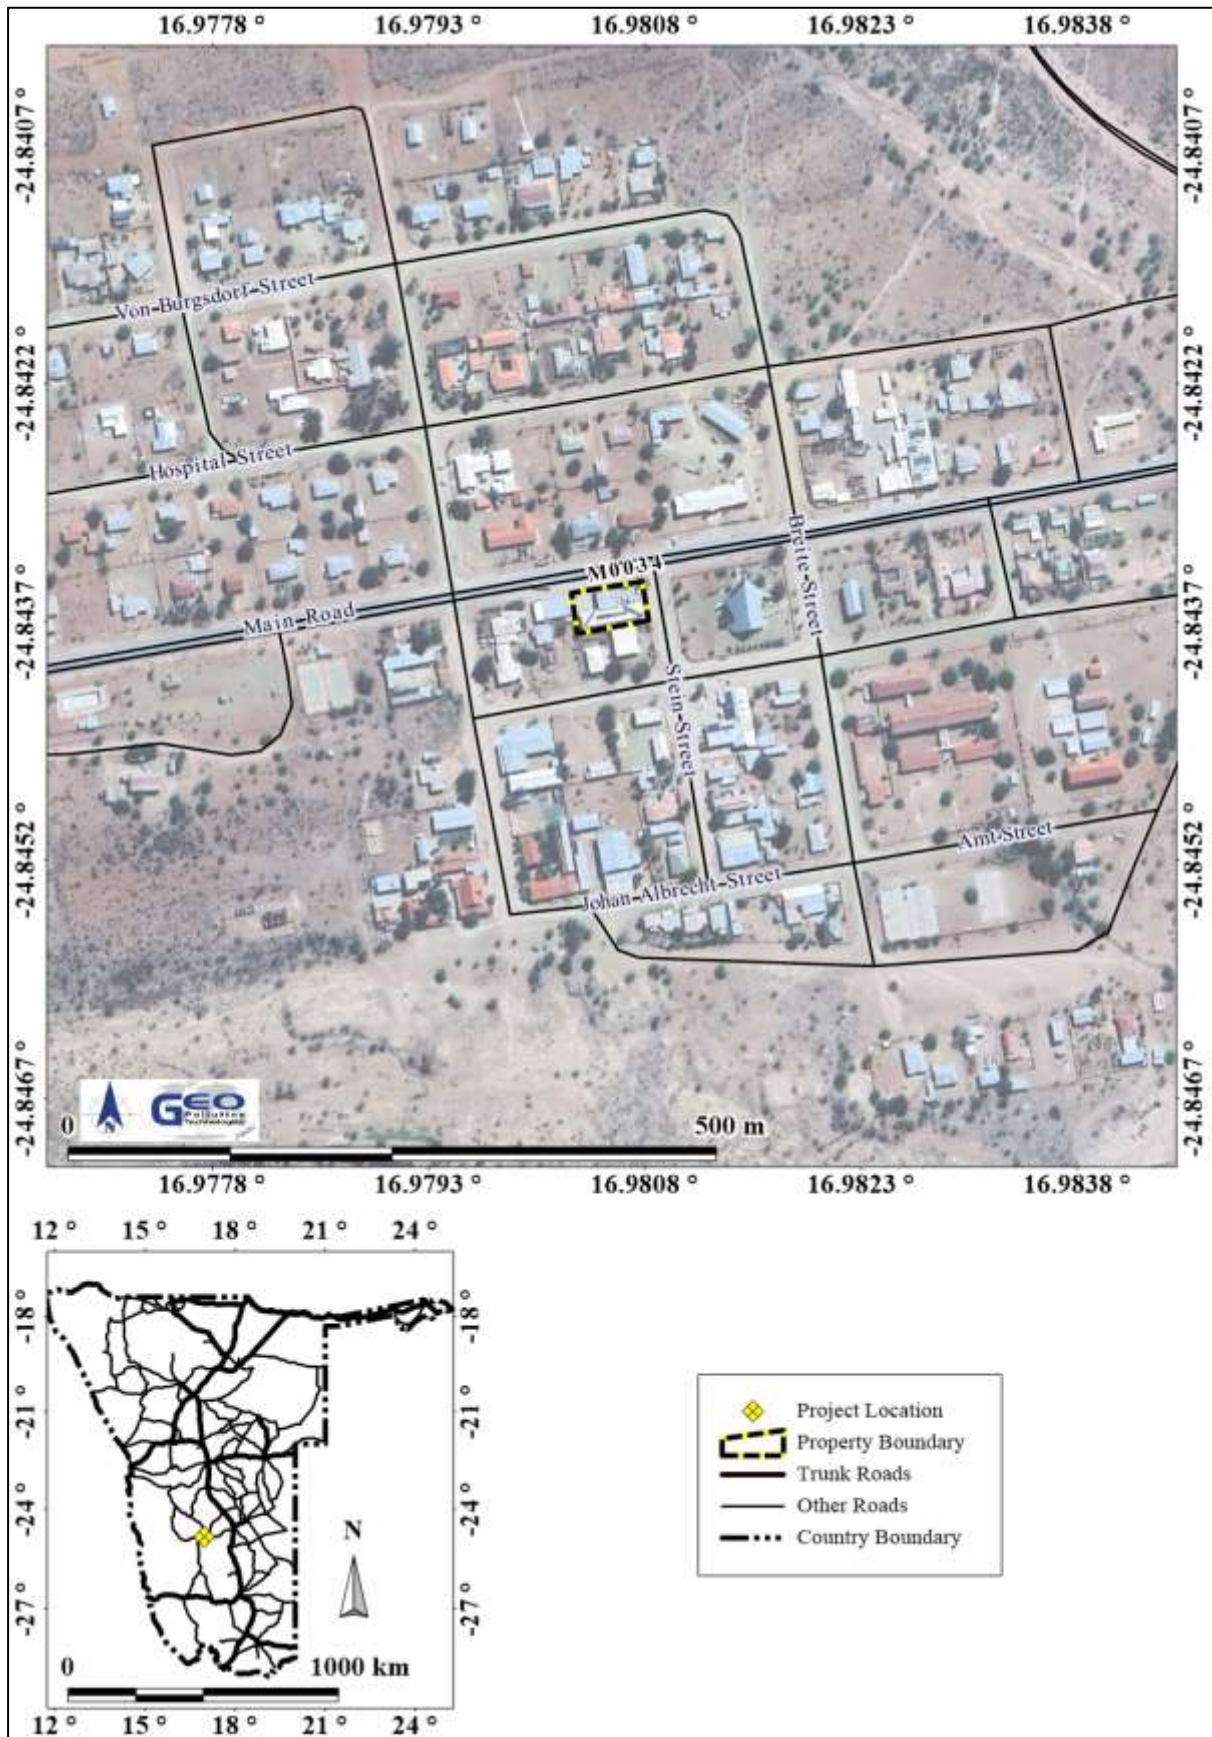 16.9778 ° 16.9793 ° 16.9808 ° 16.9823 ° 16.9838 °
-24.8407 ° -24.8407 °
Von Burgsdorf Street
-24.8422 ° -24.8422 °
Hospital Street
Breite Street
M0034
Main Road
-24.8437 ° -24.8437 °
Stein Street
Amt Street
-24.8452 ° -24.8452 °
Johan Albrecht Street
-24.8467 ° -24.8467 °
N
GEO
Pollution
Technologies
0 500 m
16.9778 ° 16.9793 ° 16.9808 ° 16.9823 ° 16.9838 °
12 ° 15 ° 18 ° 21 ° 24 °
-18° -18°
-21° -21°
-24° -24°
-27° -27°
N
0 1000 km
12 ° 15 ° 18 ° 21 ° 24 °
Project Location
Property Boundary
Trunk Roads
Other Roads
Country Boundary